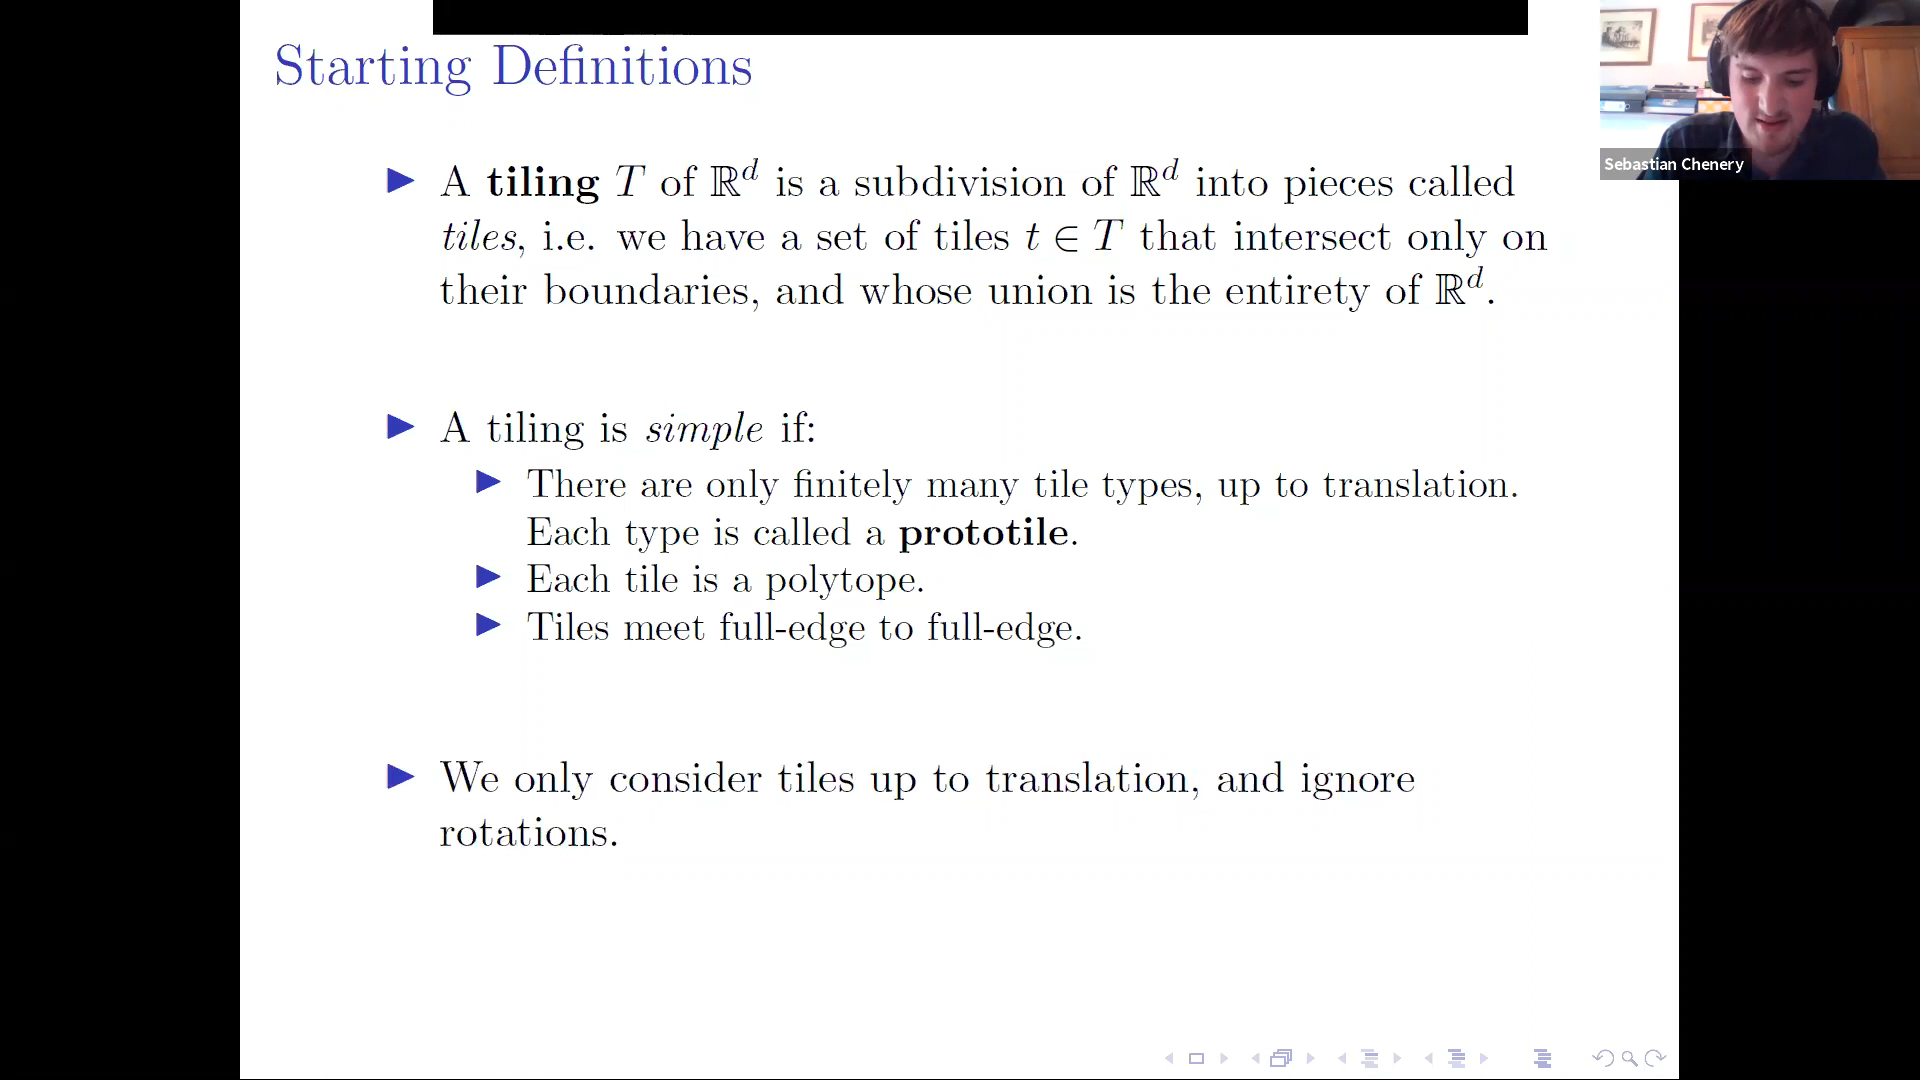 Starting Definitions
A tiling T of ℝᵈ is a subdivision of ℝᵈ into pieces called
tiles, i.e. we have a set of tiles t ∈ T that intersect only on
their boundaries, and whose union is the entirety of ℝᵈ.
A tiling is simple if:
There are only finitely many tile types, up to translation.
Each type is called a prototile.
Each tile is a polytope.
Tiles meet full-edge to full-edge.
We only consider tiles up to translation, and ignore
rotations.
Sebastian Chenery